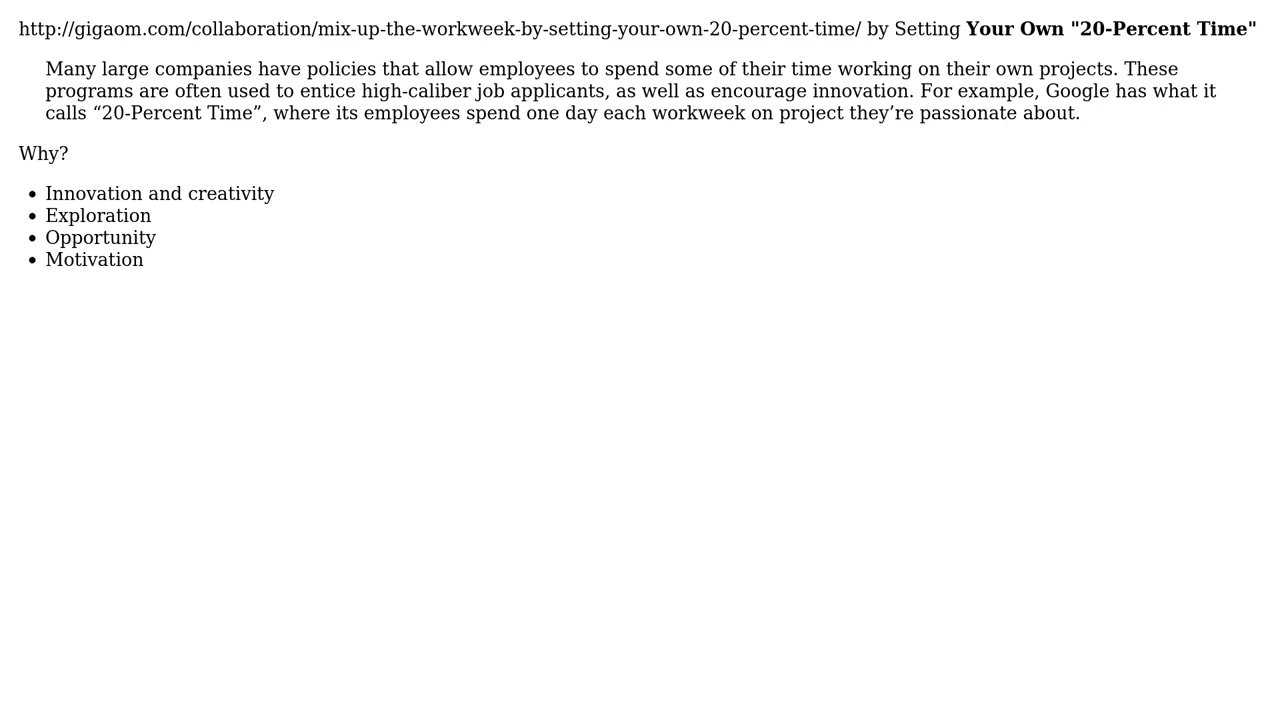 http://gigaom.com/collaboration/mix-up-the-workweek-by-setting-your-own-20-percent-time/ by Setting Your Own "20-Percent Time"
Many large companies have policies that allow employees to spend some of their time working on their own projects. These
programs are often used to entice high-caliber job applicants, as well as encourage innovation. For example, Google has what it
calls “20-Percent Time”, where its employees spend one day each workweek on project they’re passionate about.
Why?
• Innovation and creativity
• Exploration
• Opportunity
• Motivation